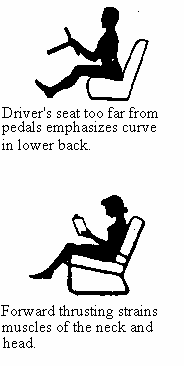 Driver's seat too far from
pedals emphasizes curve
in lower back.
Forward thrusting strains
muscles of the neck and
head.